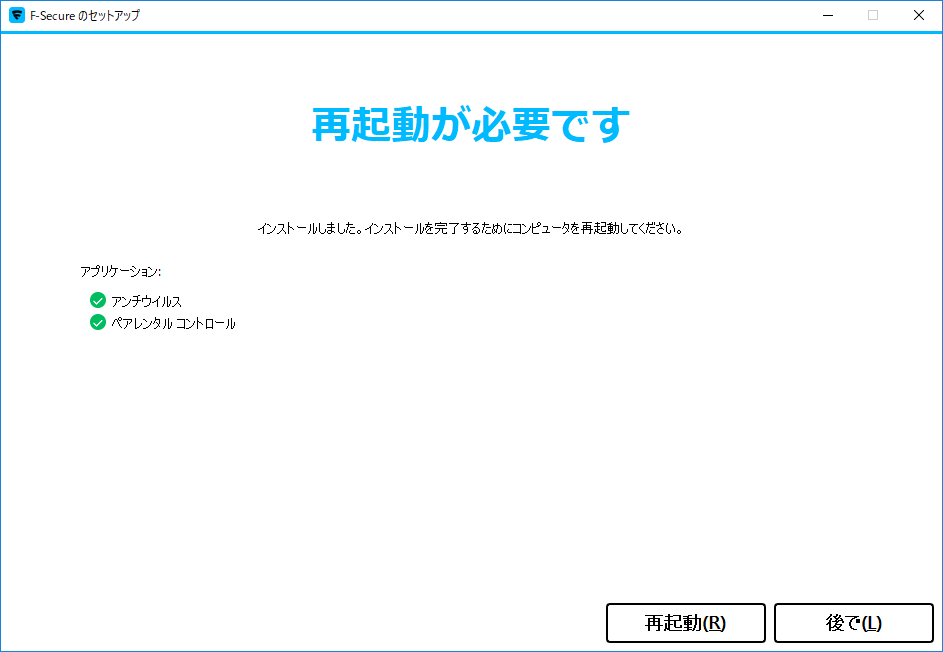 F-Secure のセットアップ
再起動が必要です
インストールしました。インストールを完了するためにコンピュータを再起動してください。
アプリケーション:
アンチウイルス
ペアレンタル コントロール
再起動(R)
後で(L)